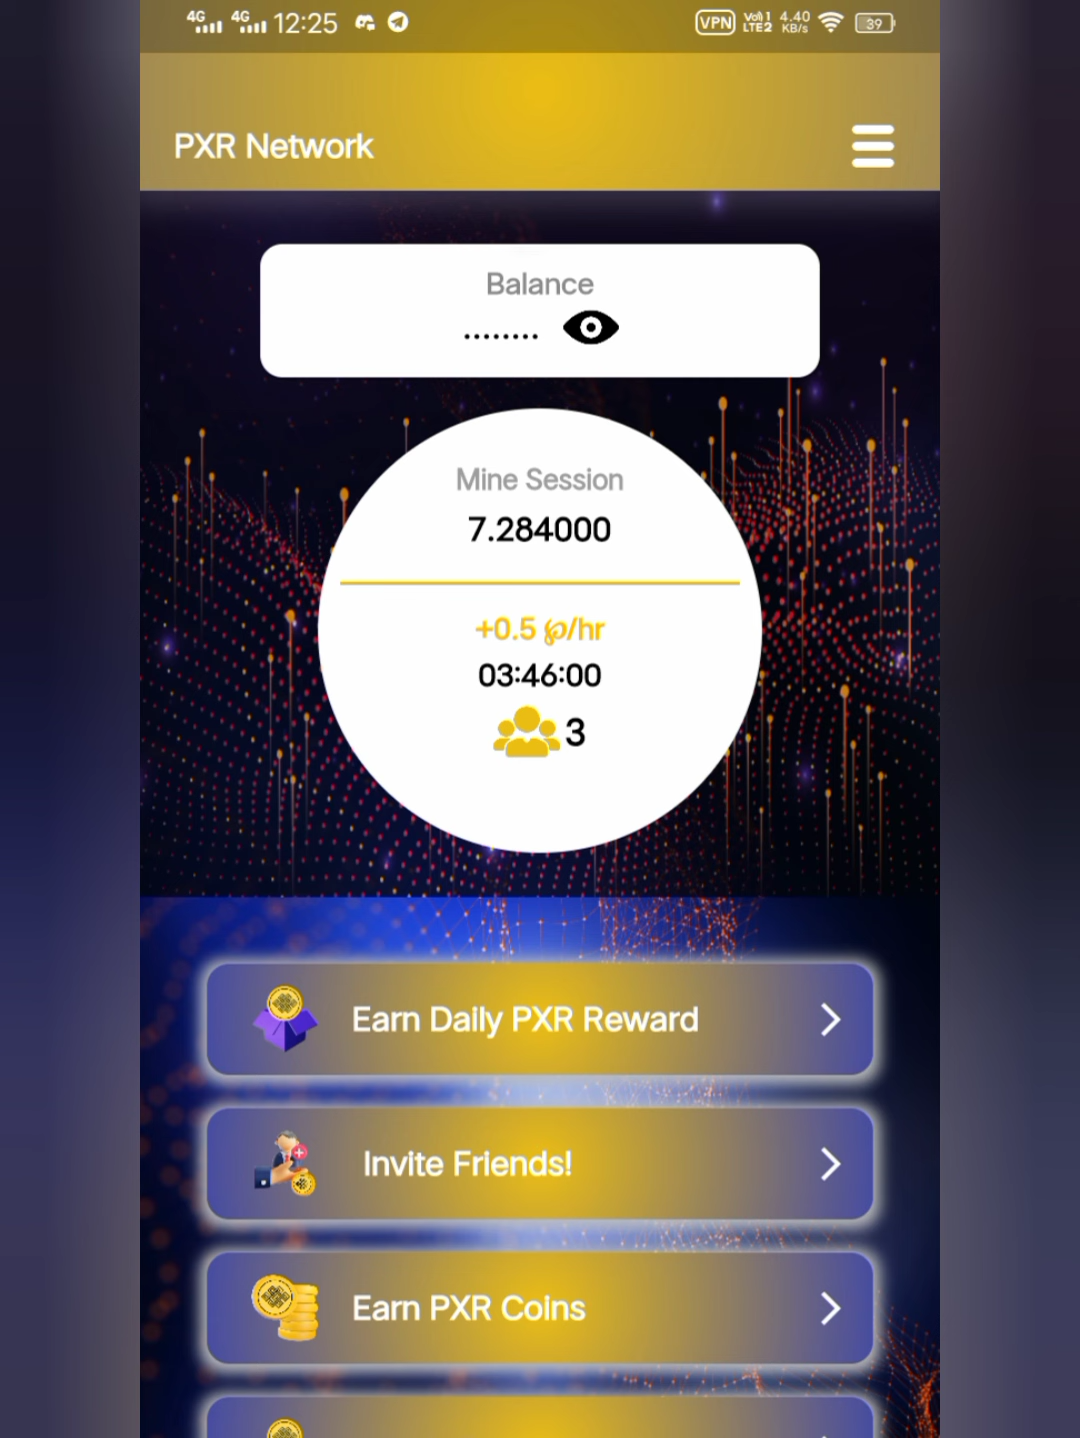 4G 4G 12:25 VPN Vo) 1 LTE2 4.40 KB/s 39
PXR Network
Balance
........
Mine Session
7.284000
+0.5 ℘/hr
03:46:00
3
Earn Daily PXR Reward
Invite Friends!
Earn PXR Coins